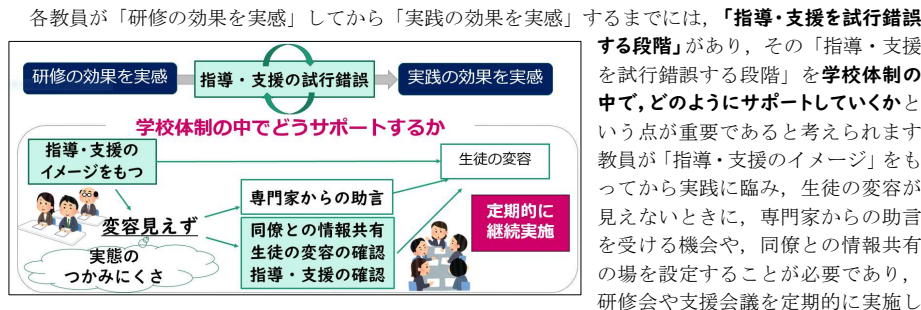 各教員が「研修の効果を実感」してから「実践の効果を実感」するまでには，「指導・支援を試行錯誤
する段階」があり，その「指導・支援
を試行錯誤する段階」を学校体制の
中で，どのようにサポートしていくかと
いう点が重要であると考えられます
教員が「指導・支援のイメージ」をも
ってから実践に臨み，生徒の変容が
見えないときに，専門家からの助言
を受ける機会や，同僚との情報共有
の場を設定することが必要であり，
研修会や支援会議を定期的に実施し
研修の効果を実感
指導・支援の試行錯誤
実践の効果を実感
学校体制の中でどうサポートするか
指導・支援の
イメージをもつ
生徒の変容
専門家からの助言
変容見えず
同僚との情報共有
生徒の変容の確認
指導・支援の確認
定期的に
継続実施
実態の
つかみにくさ